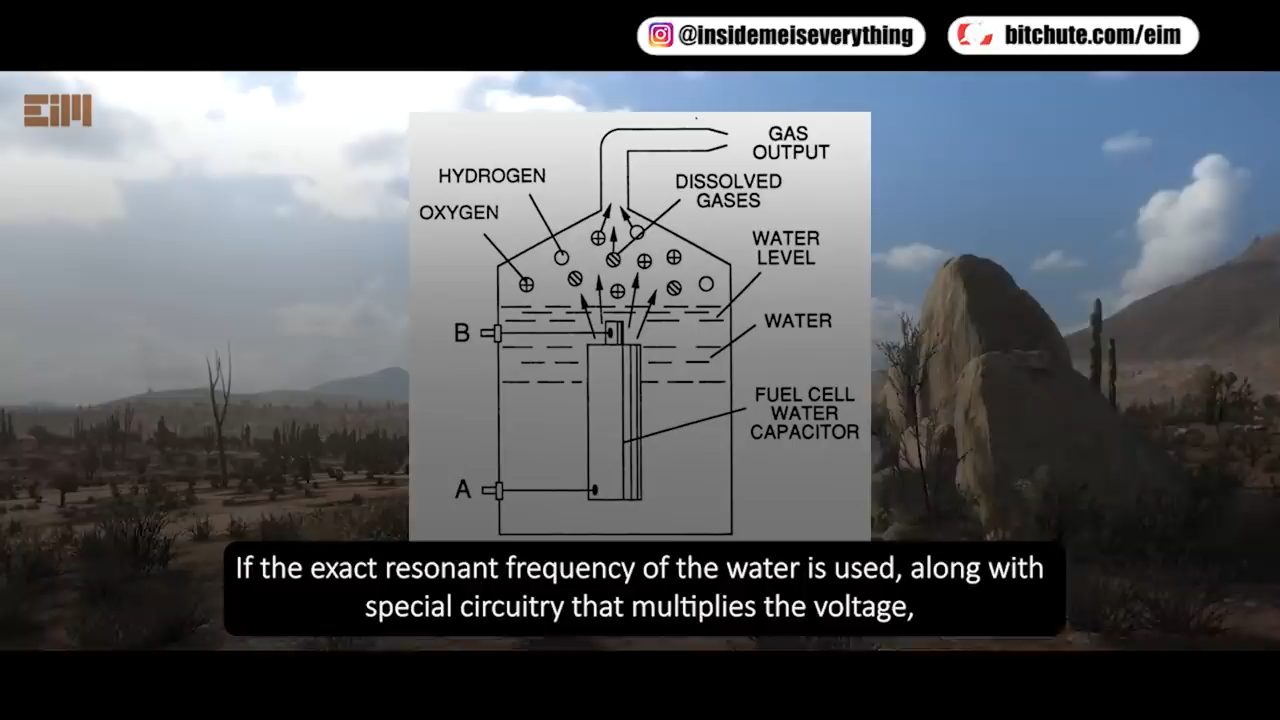 @insidemeiseverything
bitchute.com/eim
EiM
GAS
OUTPUT
HYDROGEN
DISSOLVED
GASES
OXYGEN
WATER
LEVEL
B
WATER
FUEL CELL
WATER
CAPACITOR
A
If the exact resonant frequency of the water is used, along with
special circuitry that multiplies the voltage,